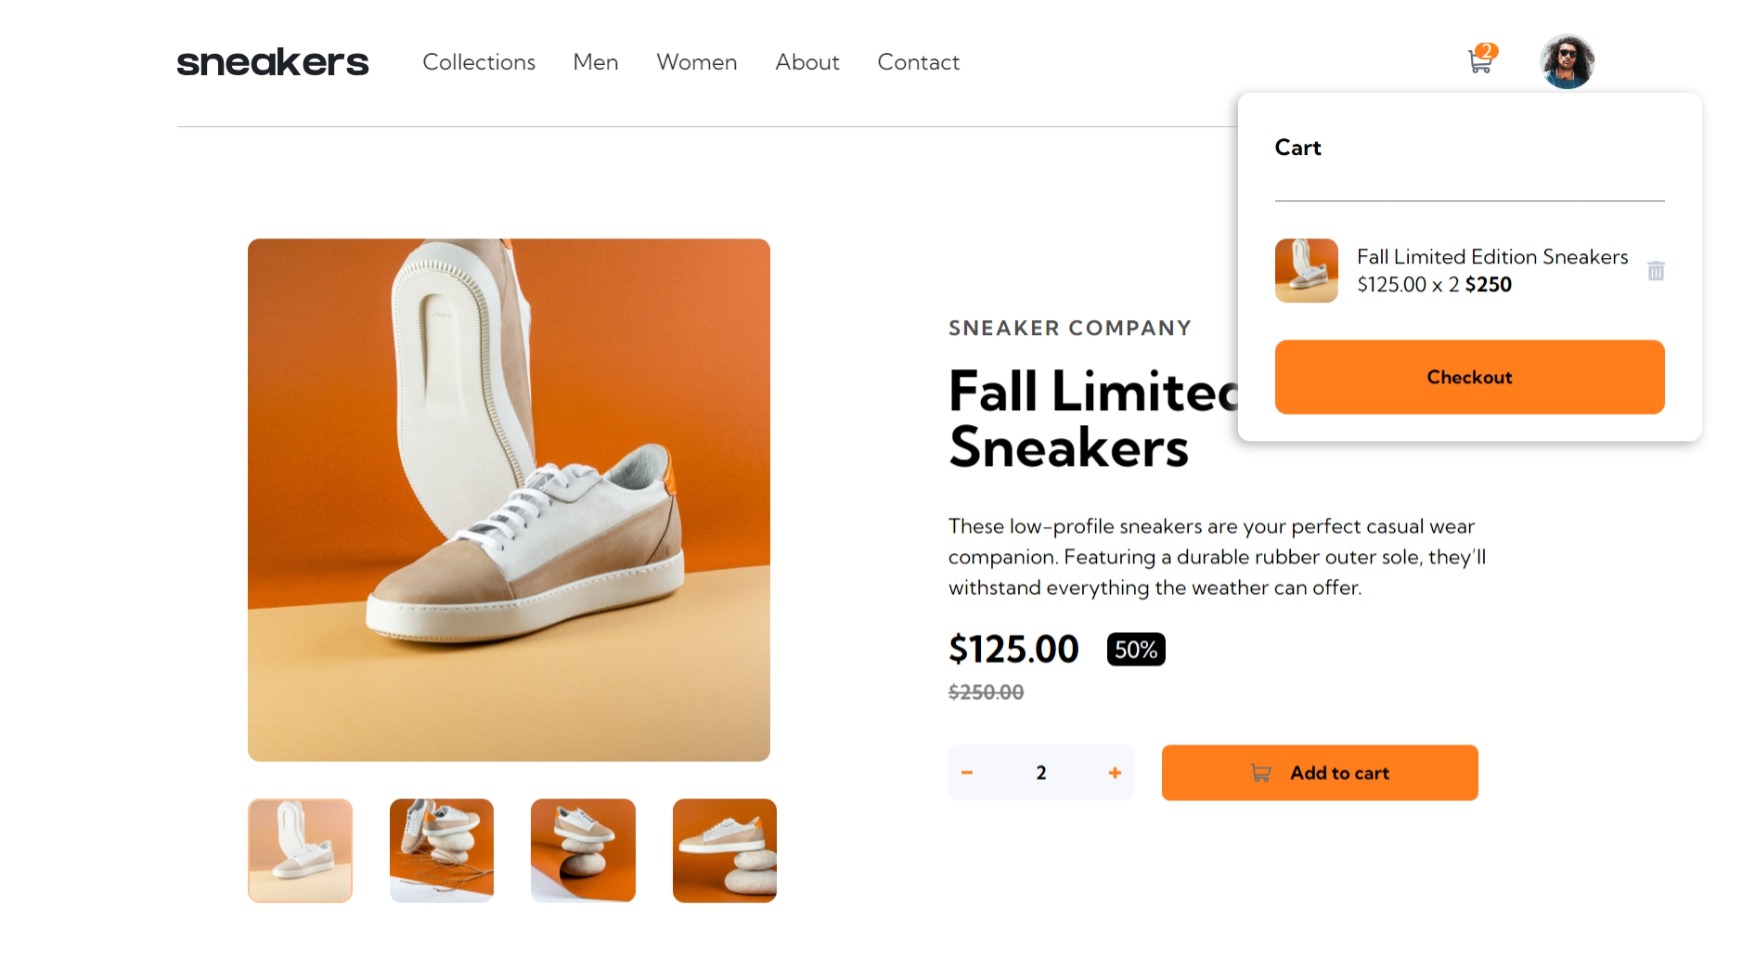 sneakers
Collections
Men
Women
About
Contact
2
Cart
Fall Limited Edition Sneakers
$125.00 x 2 $250
Checkout
SNEAKER COMPANY
Fall Limited
Sneakers
These low-profile sneakers are your perfect casual wear
companion. Featuring a durable rubber outer sole, they'll
withstand everything the weather can offer.
$125.00 50%
$250.00
− 2 + Add to cart